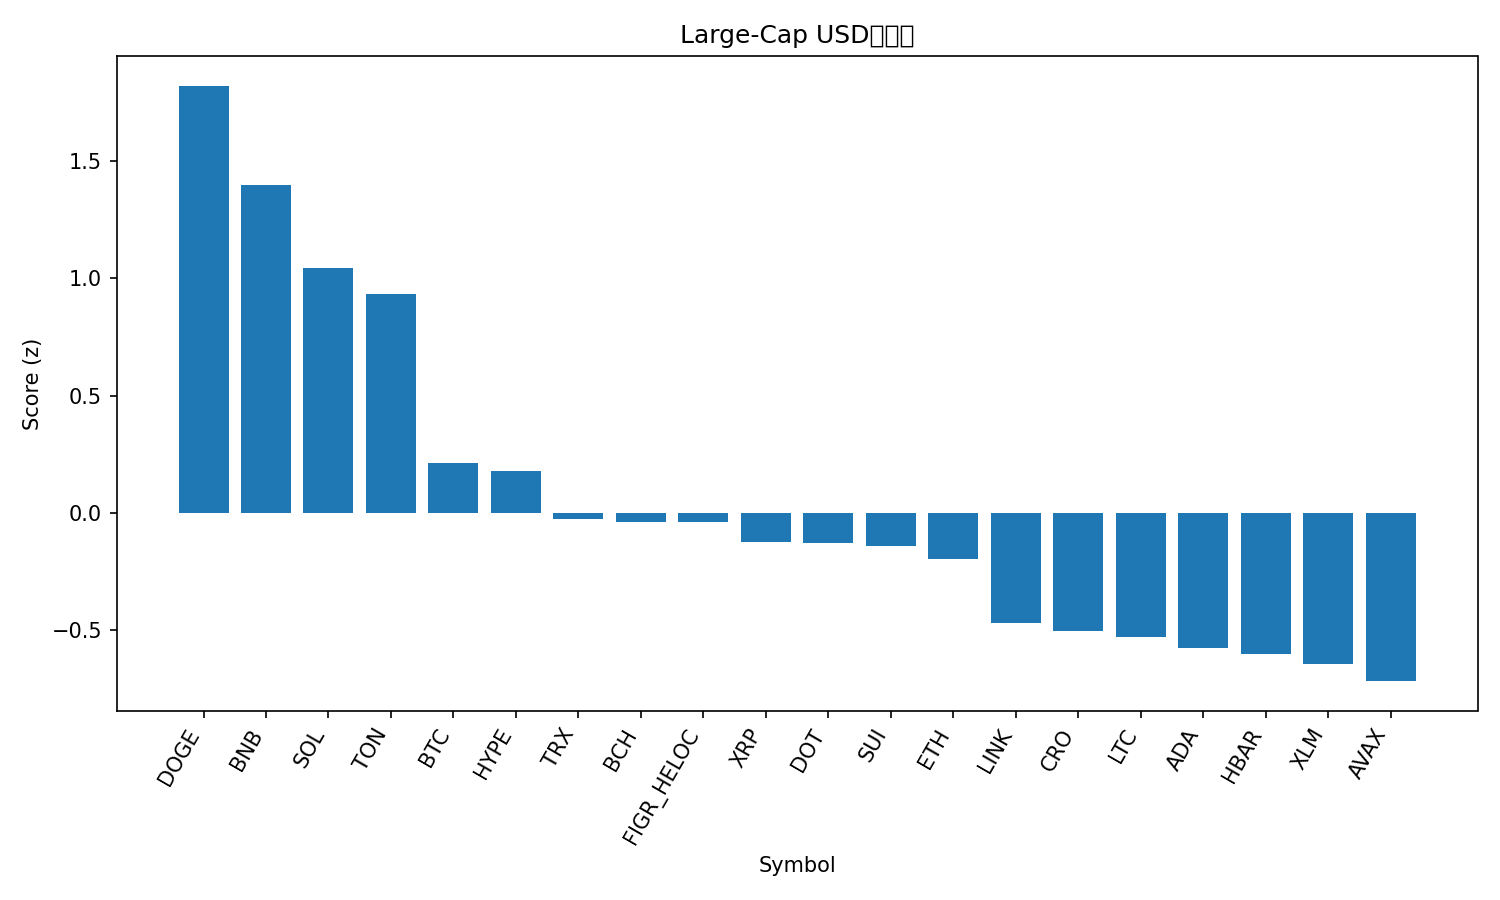 Large-Cap USD
Score (z)
1.5
1.0
0.5
0.0
−0.5
DOGE
BNB
SOL
TON
BTC
HYPE
TRX
BCH
FIGR_HELOC
XRP
DOT
SUI
ETH
LINK
CRO
LTC
ADA
HBAR
XLM
AVAX
Symbol